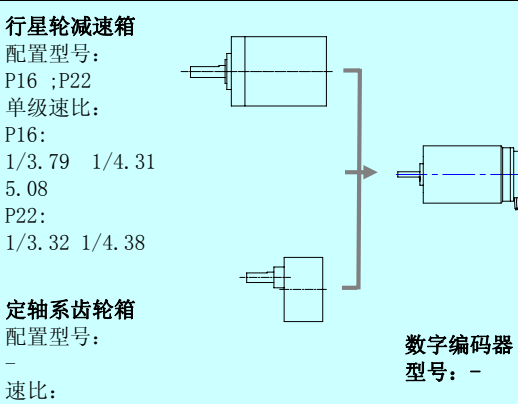 行星轮减速箱
配置型号：
P16 ;P22
单级速比：
P16:
1/3.79  1/4.31
5.08
P22:
1/3.32 1/4.38
定轴系齿轮箱
配置型号：
-
速比：
数字编码器
型号：-